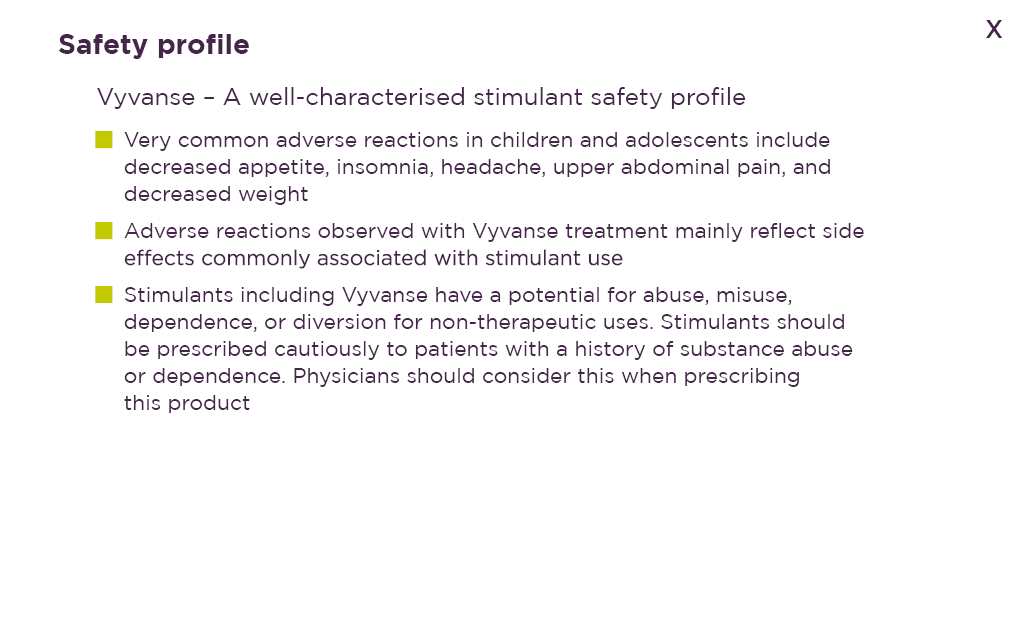 X
Safety profile
Vyvanse – A well-characterised stimulant safety profile
Very common adverse reactions in children and adolescents include
decreased appetite, insomnia, headache, upper abdominal pain, and
decreased weight
Adverse reactions observed with Vyvanse treatment mainly reflect side
effects commonly associated with stimulant use
Stimulants including Vyvanse have a potential for abuse, misuse,
dependence, or diversion for non-therapeutic uses. Stimulants should
be prescribed cautiously to patients with a history of substance abuse
or dependence. Physicians should consider this when prescribing
this product